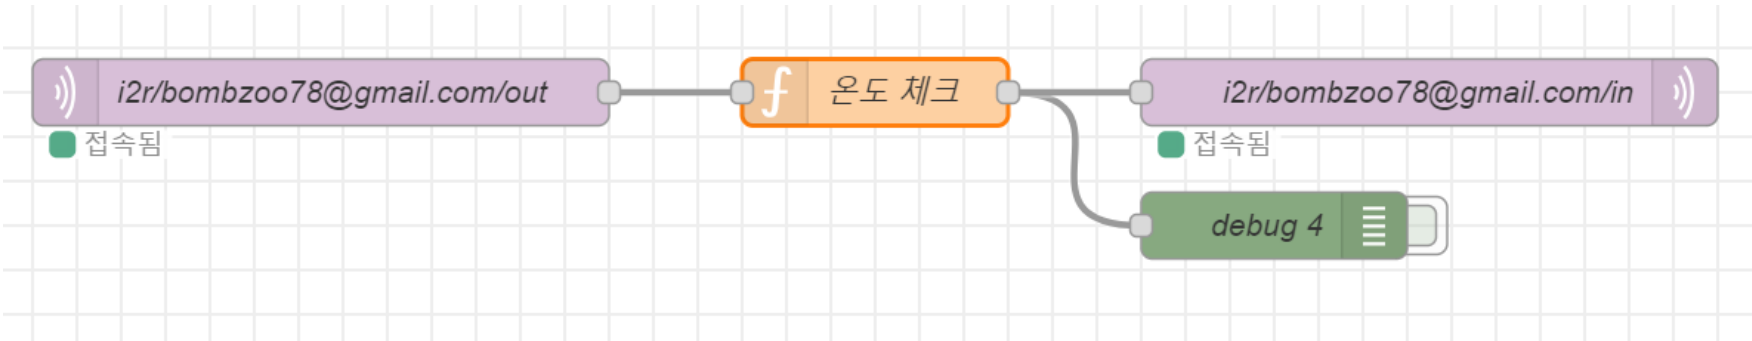 i2r/bombzoo78@gmail.com/out
접속됨
온도 체크
i2r/bombzoo78@gmail.com/in
접속됨
debug 4